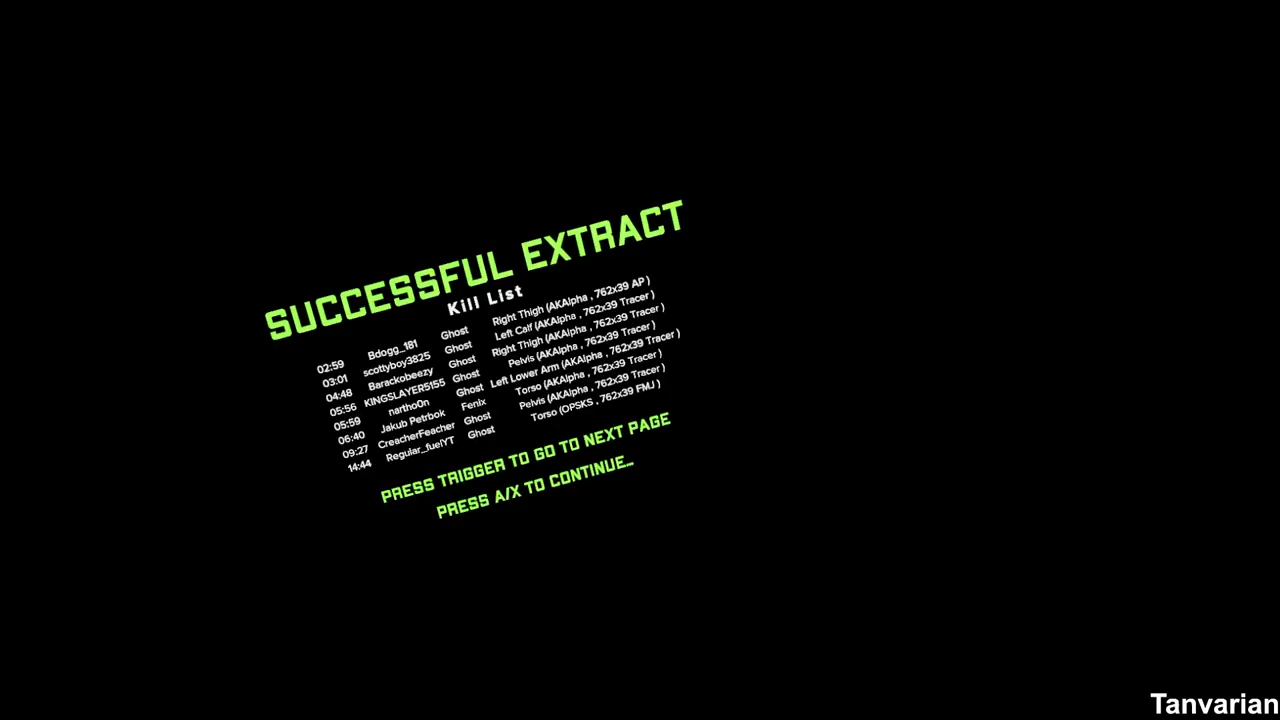 SUCCESSFUL EXTRACT
Kill List
02:59 Bdogg_181 Ghost Right Thigh (AKAlpha , 762x39 AP )
03:01 scottyboy3825 Ghost Left Calf (AKAlpha , 762x39 Tracer )
04:48 Barackobeezy Ghost Right Thigh (AKAlpha , 762x39 Tracer )
05:56 KINGSLAYER5155 Ghost Pelvis (AKAlpha , 762x39 Tracer )
05:59 narthoOn Ghost Left Lower Arm (AKAlpha , 762x39 Tracer )
06:40 Jakub Petrbok Fenix Torso (AKAlpha , 762x39 Tracer )
09:27 CreacherFeacher Ghost Pelvis (AKAlpha , 762x39 Tracer )
14:44 Regular_fuelYT Ghost Torso (OPSKS , 762x39 FMJ )
PRESS TRIGGER TO GO TO NEXT PAGE
PRESS A/X TO CONTINUE...
Tanvarian